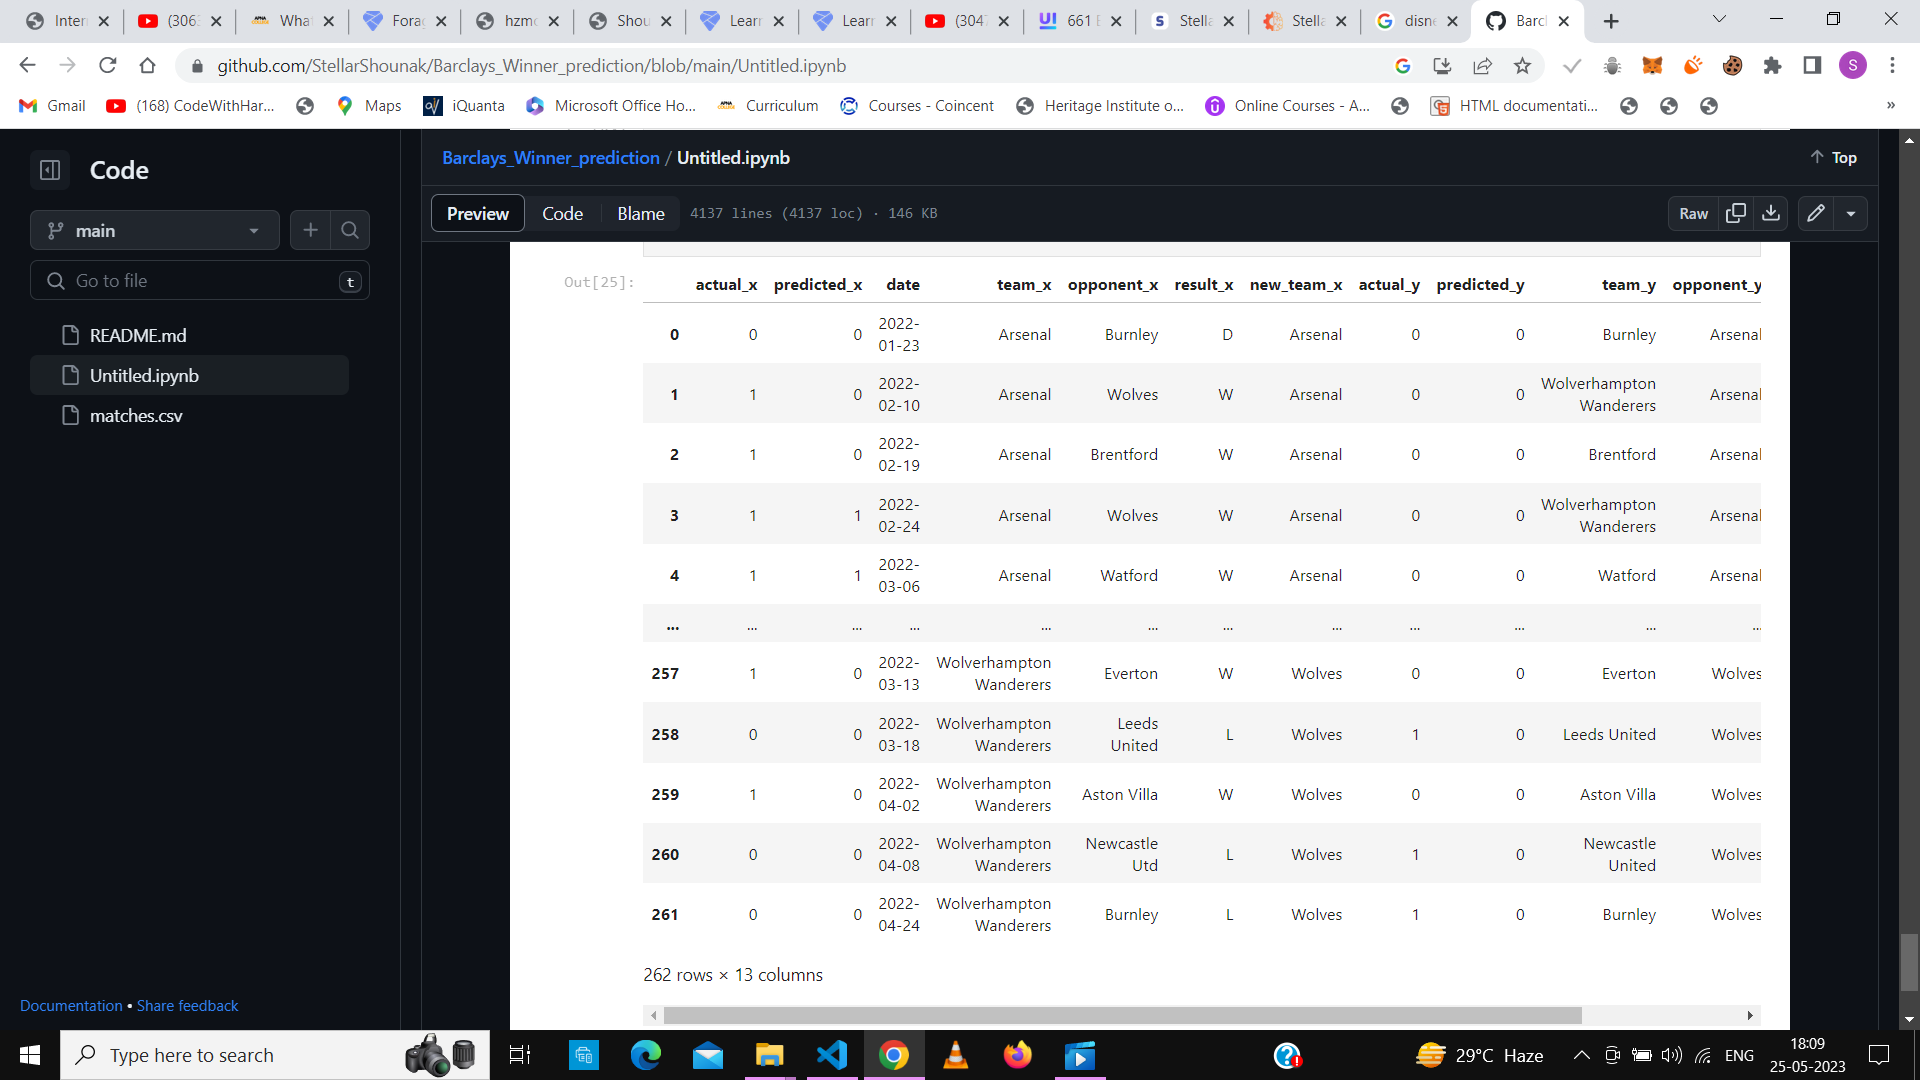 Inter
(3063
What
Forag
hzmo
Shou
Learn
Learn
(3047
661 E
Stella
Stella
disne
Barcl
github.com/StellarShounak/Barclays_Winner_prediction/blob/main/Untitled.ipynb
S
Gmail
(168) CodeWithHar...
Maps
iQuanta
Microsoft Office Ho...
Curriculum
Courses - Coincent
Heritage Institute o...
Online Courses - A...
HTML documentati...
»
Code
Barclays_Winner_prediction / Untitled.ipynb
Top
main
Preview Code Blame 4137 lines (4137 loc) · 146 KB
Raw
Go to file t
README.md
Untitled.ipynb
matches.csv
Out[25]:
actual_x predicted_x date team_x opponent_x result_x new_team_x actual_y predicted_y team_y opponent_y
0 0 0 2022-01-23 Arsenal Burnley D Arsenal 0 0 Burnley Arsenal
1 1 0 2022-02-10 Arsenal Wolves W Arsenal 0 0 Wolverhampton Wanderers Arsenal
2 1 0 2022-02-19 Arsenal Brentford W Arsenal 0 0 Brentford Arsenal
3 1 1 2022-02-24 Arsenal Wolves W Arsenal 0 0 Wolverhampton Wanderers Arsenal
4 1 1 2022-03-06 Arsenal Watford W Arsenal 0 0 Watford Arsenal
... ... ... ... ... ... ... ... ... ... ... ...
257 1 0 2022-03-13 Wolverhampton Wanderers Everton W Wolves 0 0 Everton Wolves
258 0 0 2022-03-18 Wolverhampton Wanderers Leeds United L Wolves 1 0 Leeds United Wolves
259 1 0 2022-04-02 Wolverhampton Wanderers Aston Villa W Wolves 0 0 Aston Villa Wolves
260 0 0 2022-04-08 Wolverhampton Wanderers Newcastle Utd L Wolves 1 0 Newcastle United Wolves
261 0 0 2022-04-24 Wolverhampton Wanderers Burnley L Wolves 1 0 Burnley Wolves
262 rows × 13 columns
Documentation • Share feedback
Type here to search
29°C Haze
ENG
18:09
25-05-2023